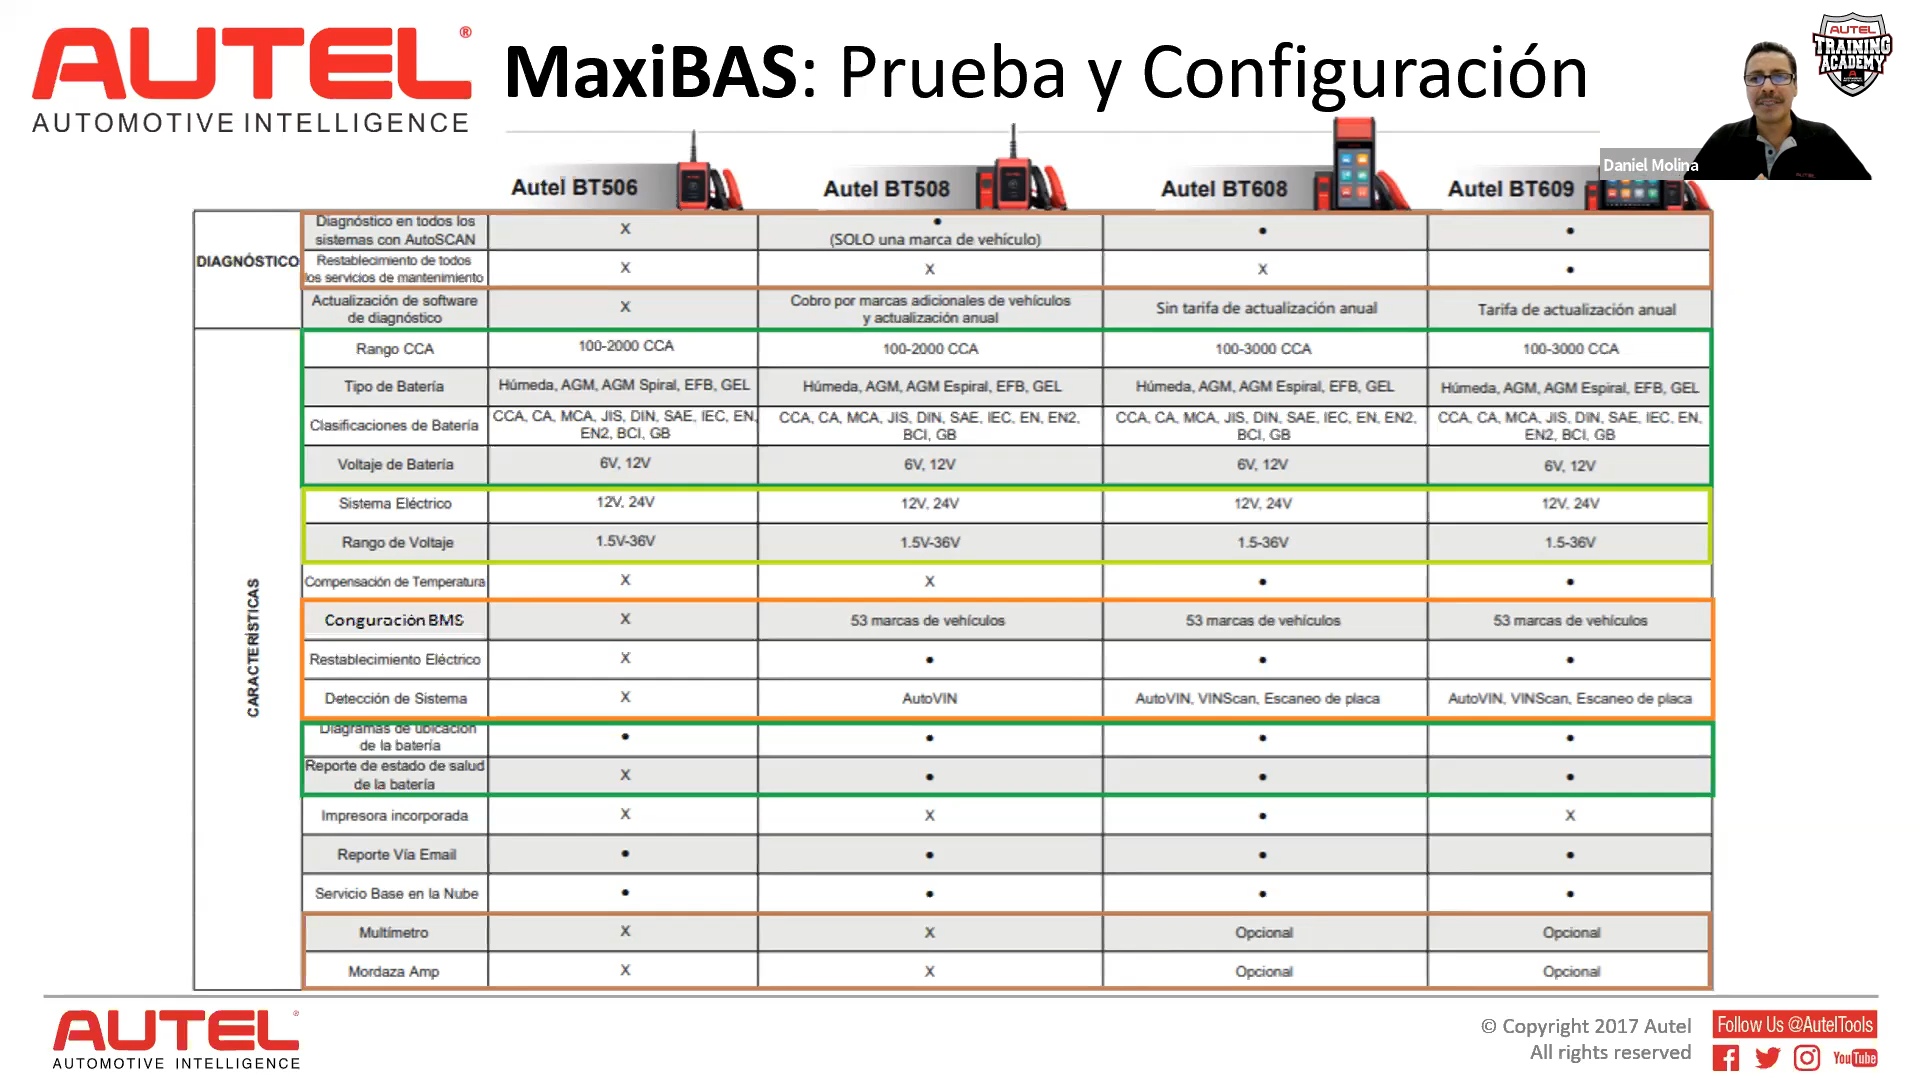 AUTEL®
AUTOMOTIVE INTELLIGENCE
MaxiBAS: Prueba y Configuración
AUTEL
TRAINING
ACADEMY
Daniel Molina
Autel BT506
Autel BT508
Autel BT608
Autel BT609
DIAGNÓSTICO
Diagnóstico en todos los
sistemas con AutoSCAN
X
•
(SOLO una marca de vehículo)
•
•
Restablecimiento de todos
los servicios de mantenimiento
X
X
X
•
Actualización de software
de diagnóstico
X
Cobro por marcas adicionales de vehículos
y actualización anual
Sin tarifa de actualización anual
Tarifa de actualización anual
CARACTERÍSTICAS
Rango CCA
100-2000 CCA
100-2000 CCA
100-3000 CCA
100-3000 CCA
Tipo de Batería
Húmeda, AGM, AGM Spiral, EFB, GEL
Húmeda, AGM, AGM Espiral, EFB, GEL
Húmeda, AGM, AGM Espiral, EFB, GEL
Húmeda, AGM, AGM Espiral, EFB, GEL
Clasificaciones de Batería
CCA, CA, MCA, JIS, DIN, SAE, IEC, EN,
EN2, BCI, GB
CCA, CA, MCA, JIS, DIN, SAE, IEC, EN, EN2,
BCI, GB
CCA, CA, MCA, JIS, DIN, SAE, IEC, EN, EN2,
BCI, GB
CCA, CA, MCA, JIS, DIN, SAE, IEC, EN,
EN2, BCI, GB
Voltaje de Batería
6V, 12V
6V, 12V
6V, 12V
6V, 12V
Sistema Eléctrico
12V, 24V
12V, 24V
12V, 24V
12V, 24V
Rango de Voltaje
1.5V-36V
1.5V-36V
1.5-36V
1.5-36V
Compensación de Temperatura
X
X
•
•
Conguración BMS
X
53 marcas de vehículos
53 marcas de vehículos
53 marcas de vehículos
Restablecimiento Eléctrico
X
•
•
•
Detección de Sistema
X
AutoVIN
AutoVIN, VINScan, Escaneo de placa
AutoVIN, VINScan, Escaneo de placa
Diagramas de ubicación
de la batería
•
•
•
•
Reporte de estado de salud
de la batería
X
•
•
•
Impresora incorporada
X
X
•
X
Reporte Vía Email
•
•
•
•
Servicio Base en la Nube
•
•
•
•
Multímetro
X
X
Opcional
Opcional
Mordaza Amp
X
X
Opcional
Opcional
AUTEL®
AUTOMOTIVE INTELLIGENCE
© Copyright 2017 Autel
All rights reserved
Follow Us @AutelTools
YouTube